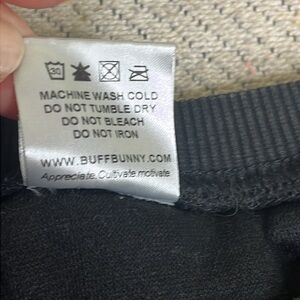 30
MACHINE WASH COLD
DO NOT TUMBLE DRY
DO NOT BLEACH
DO NOT IRON
WWW.BUFFBUNNY.COM
Appreciate. Cultivate. motivate